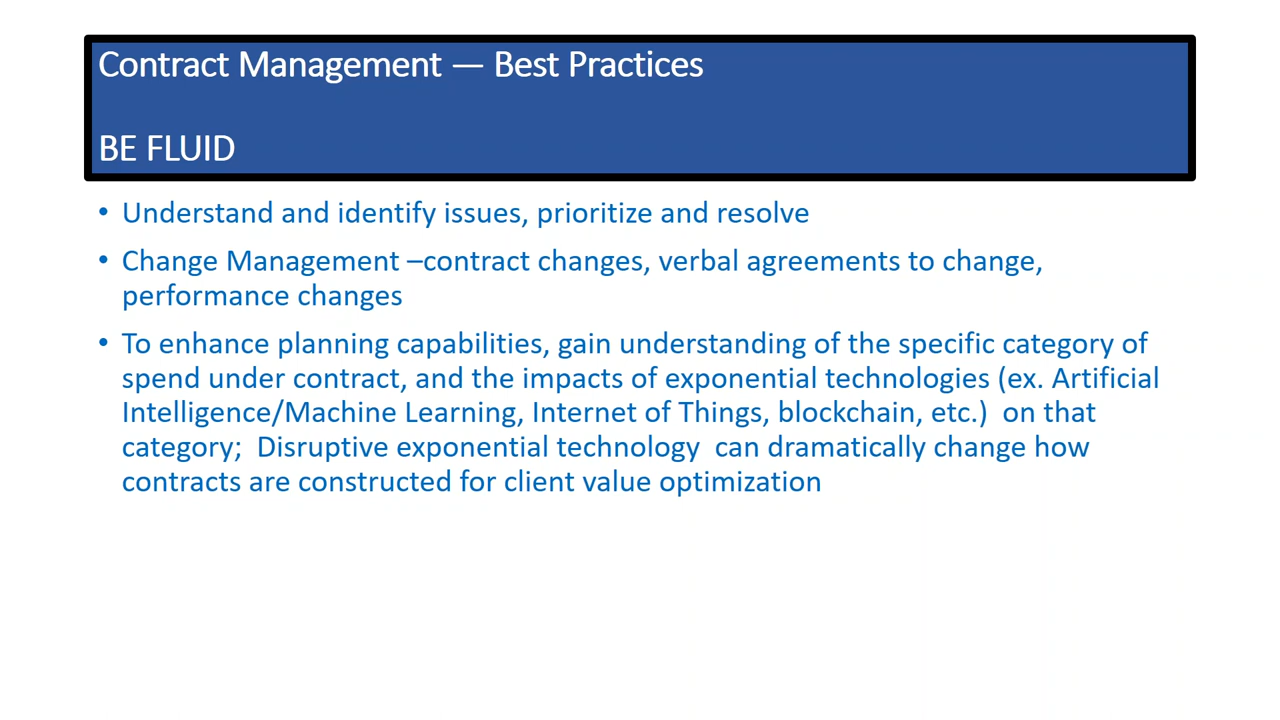 Contract Management — Best Practices
BE FLUID
• Understand and identify issues, prioritize and resolve
• Change Management –contract changes, verbal agreements to change,
performance changes
• To enhance planning capabilities, gain understanding of the specific category of
spend under contract, and the impacts of exponential technologies (ex. Artificial
Intelligence/Machine Learning, Internet of Things, blockchain, etc.)  on that
category;  Disruptive exponential technology  can dramatically change how
contracts are constructed for client value optimization